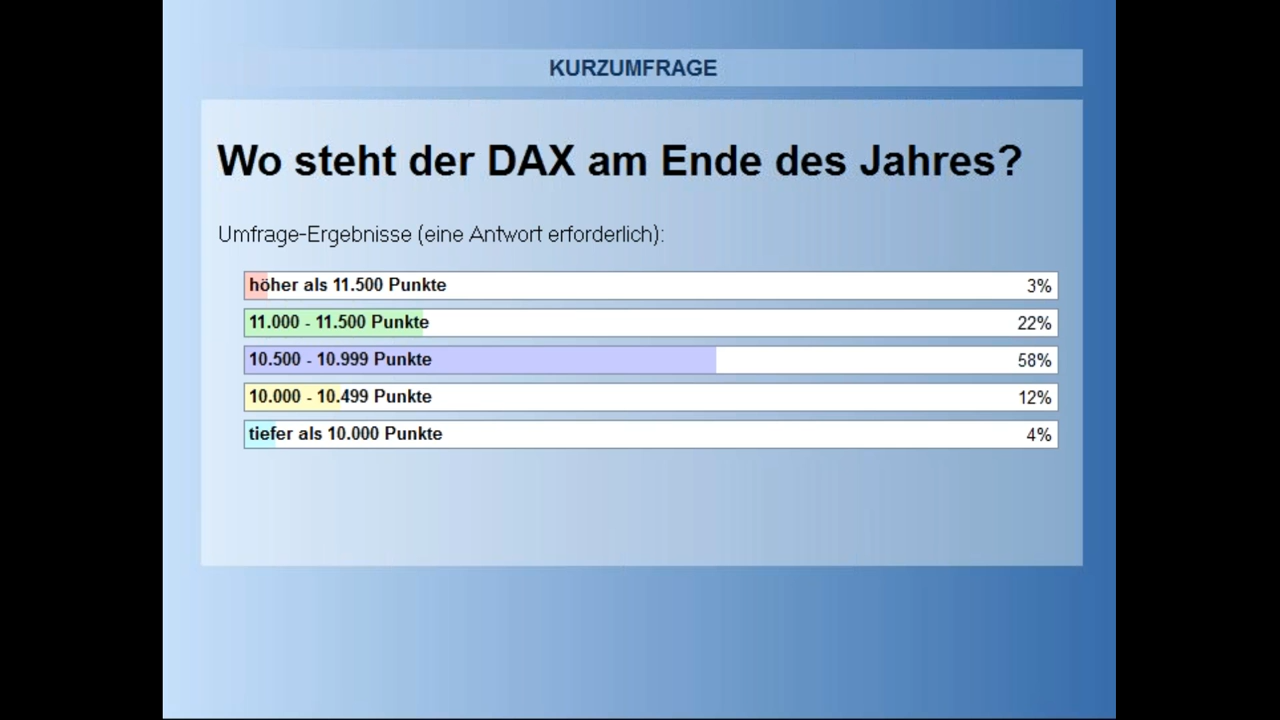 KURZUMFRAGE
Wo steht der DAX am Ende des Jahres?
Umfrage-Ergebnisse (eine Antwort erforderlich):
höher als 11.500 Punkte 3%
11.000 - 11.500 Punkte 22%
10.500 - 10.999 Punkte 58%
10.000 - 10.499 Punkte 12%
tiefer als 10.000 Punkte 4%